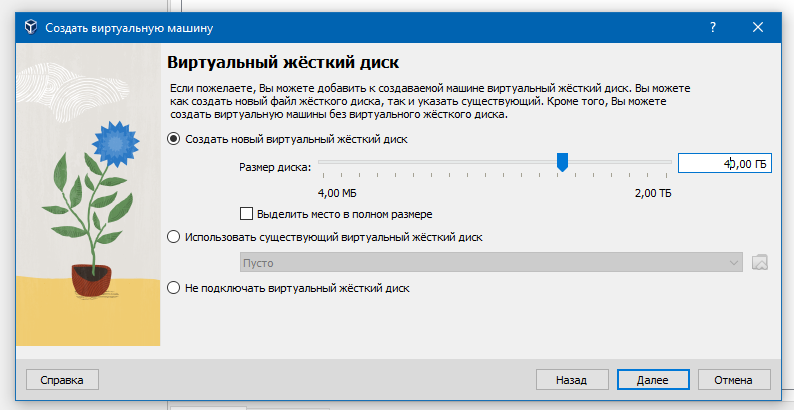 Создать виртуальную машину
Виртуальный жёсткий диск
Если пожелаете, Вы можете добавить к создаваемой машине виртуальный жёсткий диск. Вы можете
как создать новый файл жёсткого диска, так и указать существующий. Кроме того, Вы можете
создать виртуальную машину без виртуального жёсткого диска.
Создать новый виртуальный жёсткий диск
Размер диска:
40,00 ГБ
4,00 МБ
2,00 ТБ
Выделить место в полном размере
Использовать существующий виртуальный жёсткий диск
Пусто
Не подключать виртуальный жёсткий диск
Справка
Назад
Далее
Отмена